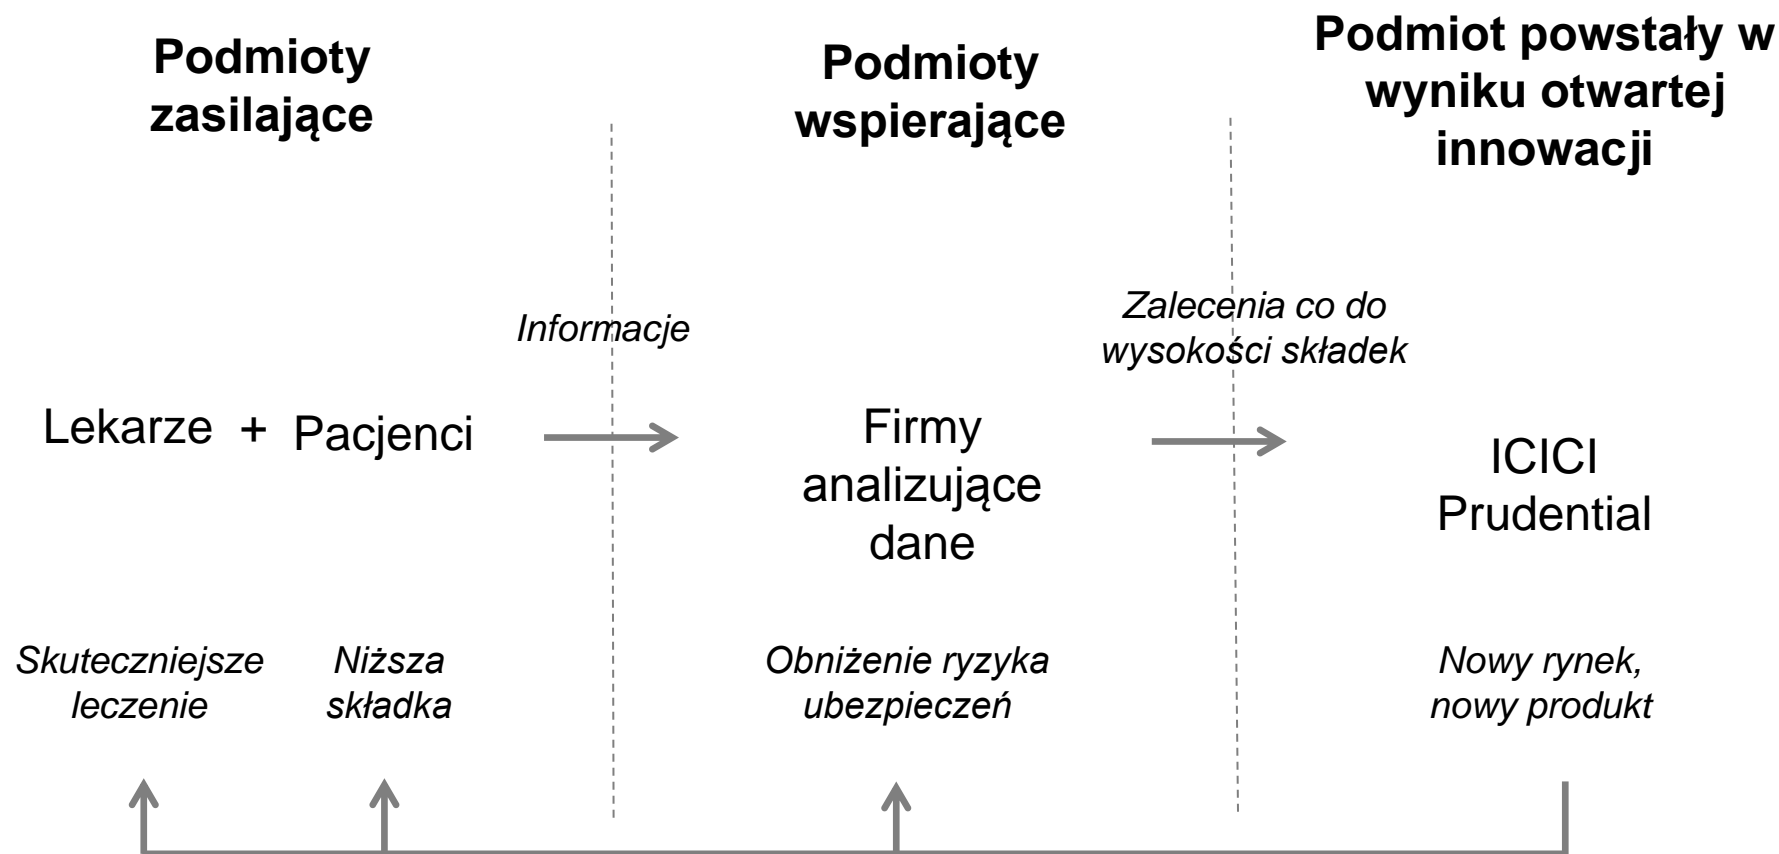 Podmioty
zasilające
Podmioty
wspierające
Podmiot powstały w
wyniku otwartej
innowacji
Informacje
Zalecenia co do
wysokości składek
Lekarze + Pacjenci
Firmy
analizujące
dane
ICICI
Prudential
Skuteczniejsze
leczenie
Niższa
składka
Obniżenie ryzyka
ubezpieczeń
Nowy rynek,
nowy produkt